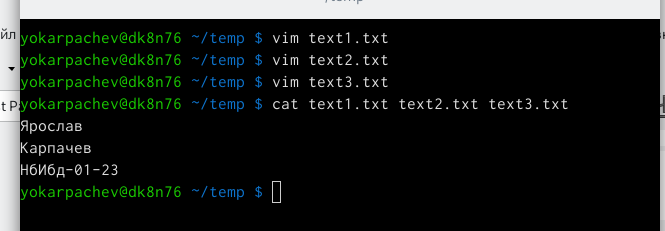 /temp
yokarpachev@dk8n76 ~/temp $ vim text1.txt
yokarpachev@dk8n76 ~/temp $ vim text2.txt
yokarpachev@dk8n76 ~/temp $ vim text3.txt
yokarpachev@dk8n76 ~/temp $ cat text1.txt text2.txt text3.txt
Ярослав
Карпачев
НбИбд-01-23
yokarpachev@dk8n76 ~/temp $